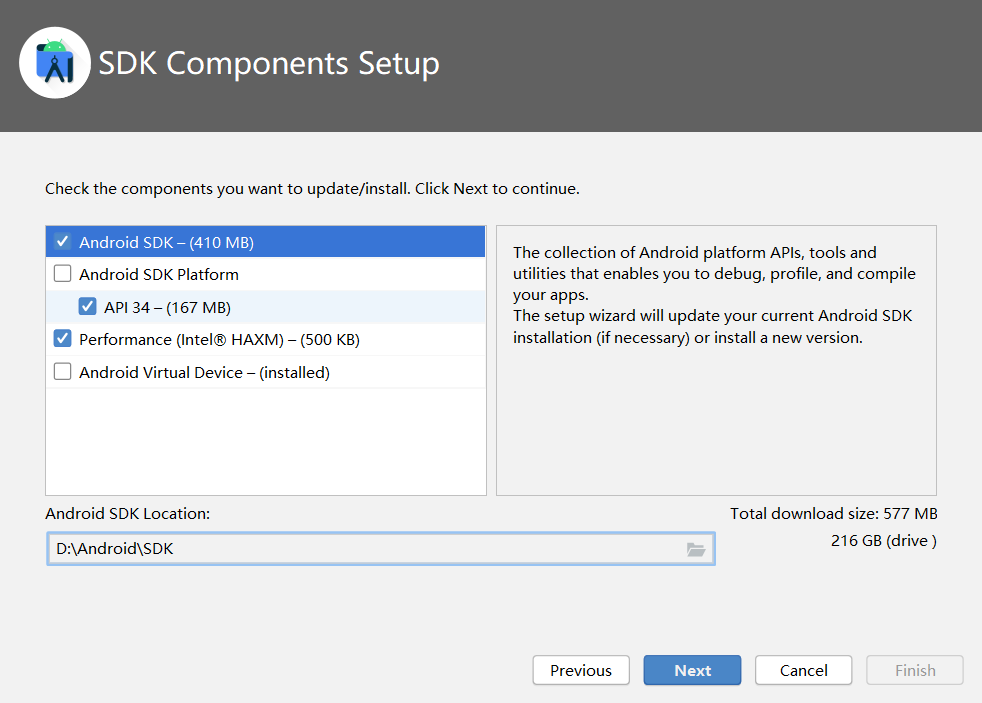 SDK Components Setup
Check the components you want to update/install. Click Next to continue.
Android SDK – (410 MB)
Android SDK Platform
API 34 – (167 MB)
Performance (Intel® HAXM) – (500 KB)
Android Virtual Device – (installed)
The collection of Android platform APIs, tools and
utilities that enables you to debug, profile, and compile
your apps.
The setup wizard will update your current Android SDK
installation (if necessary) or install a new version.
Android SDK Location:
Total download size: 577 MB
D:\Android\SDK
216 GB (drive )
Previous
Next
Cancel
Finish